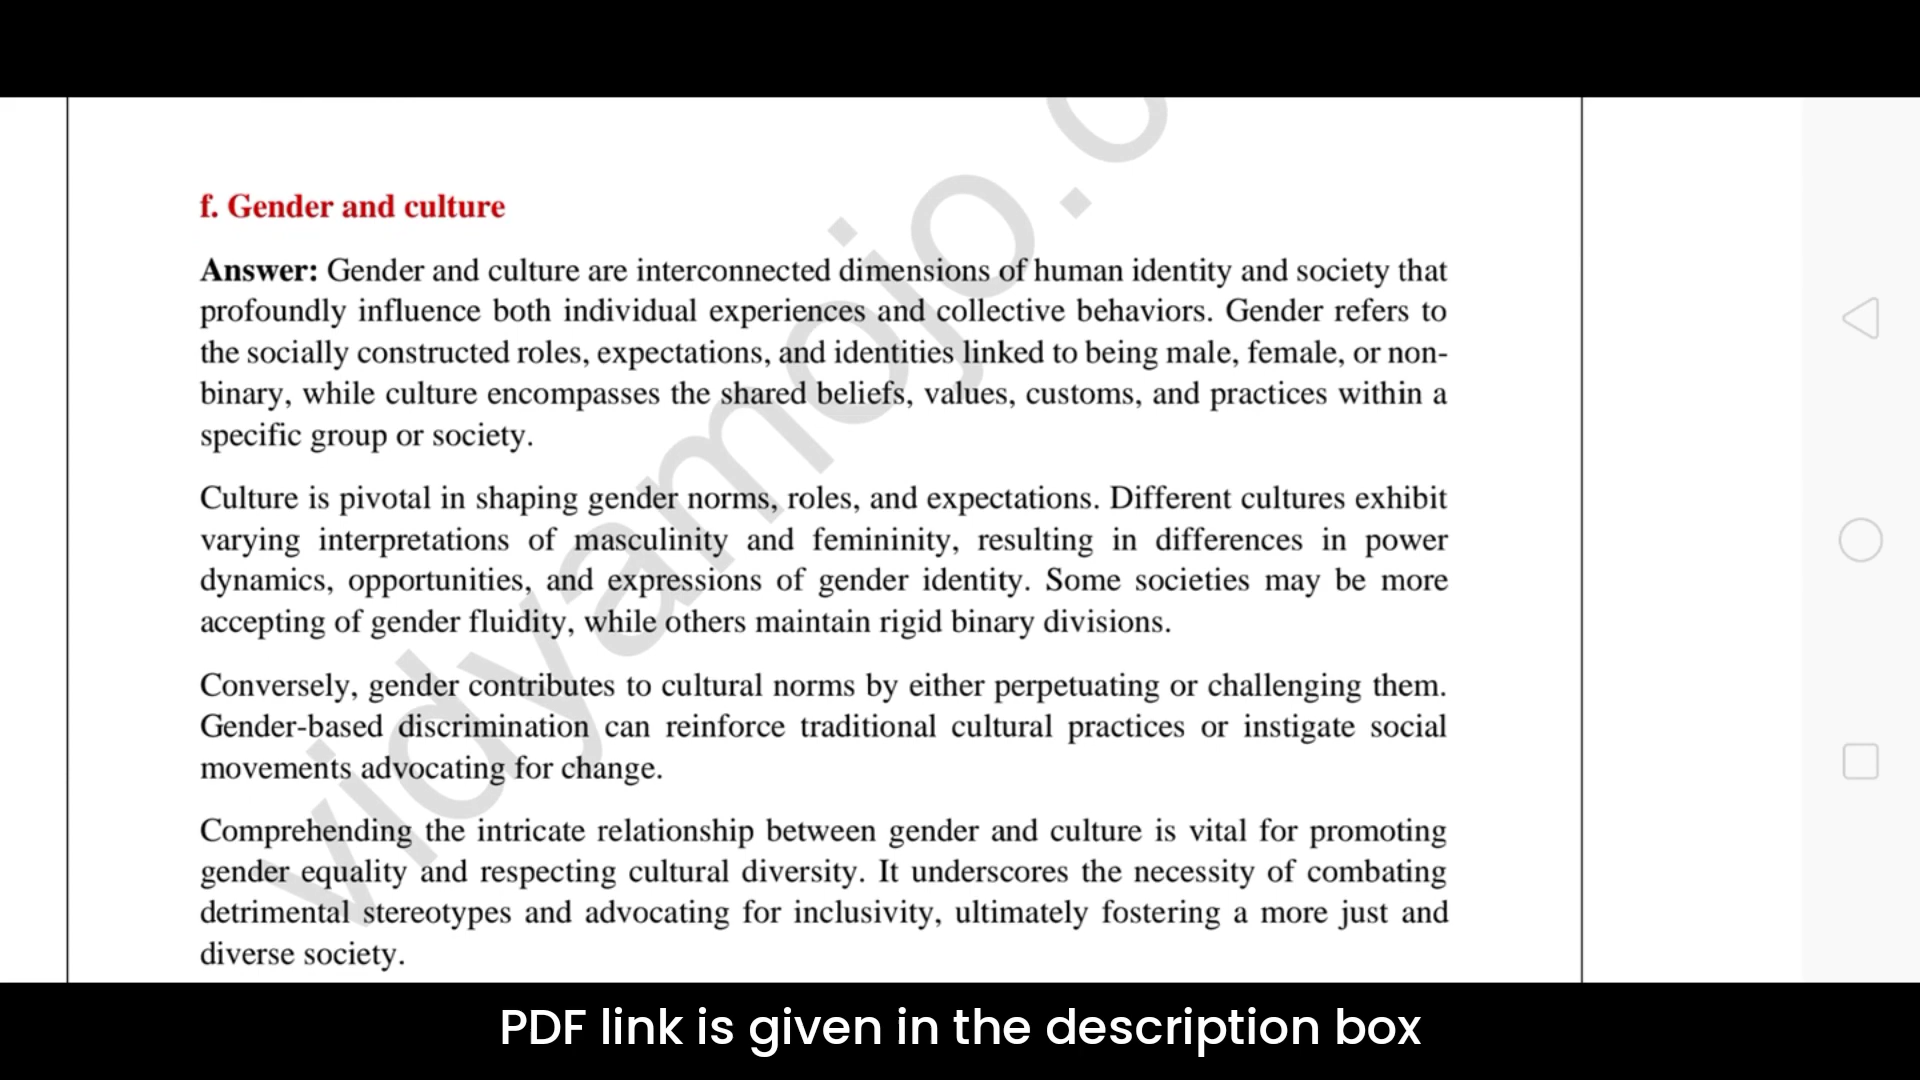 f. Gender and culture
Answer: Gender and culture are interconnected dimensions of human identity and society that
profoundly influence both individual experiences and collective behaviors. Gender refers to
the socially constructed roles, expectations, and identities linked to being male, female, or non-
binary, while culture encompasses the shared beliefs, values, customs, and practices within a
specific group or society.
Culture is pivotal in shaping gender norms, roles, and expectations. Different cultures exhibit
varying interpretations of masculinity and femininity, resulting in differences in power
dynamics, opportunities, and expressions of gender identity. Some societies may be more
accepting of gender fluidity, while others maintain rigid binary divisions.
Conversely, gender contributes to cultural norms by either perpetuating or challenging them.
Gender-based discrimination can reinforce traditional cultural practices or instigate social
movements advocating for change.
Comprehending the intricate relationship between gender and culture is vital for promoting
gender equality and respecting cultural diversity. It underscores the necessity of combating
detrimental stereotypes and advocating for inclusivity, ultimately fostering a more just and
diverse society.
vidyamojo.
PDF link is given in the description box